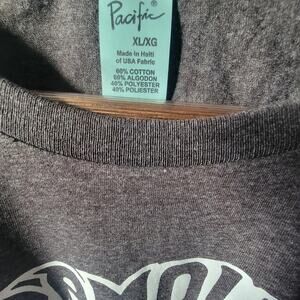 Pacific
XL/XG
Made in Haiti
of USA Fabric
60% COTTON
60% ALGODON
40% POLYESTER
40% POLIESTER